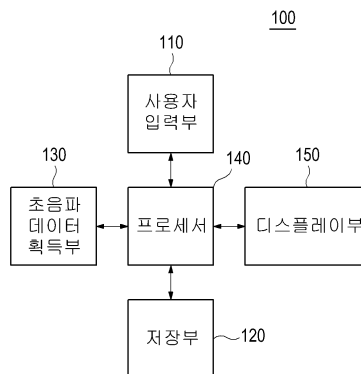 100
110
사용자
입력부
130
140
150
초음파
데이터
획득부
프로세서
디스플레이부
저장부
120